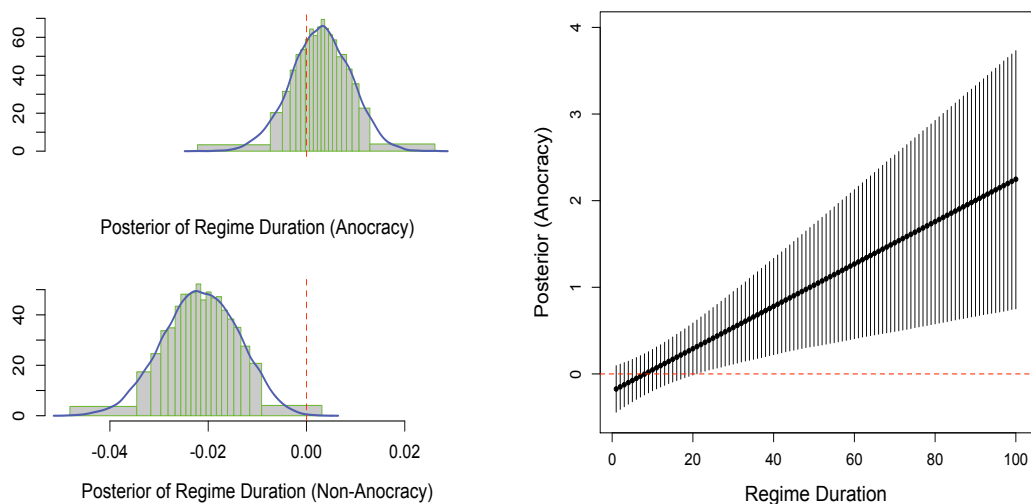 60
40
20
0
Posterior of Regime Duration (Anocracy)
40
20
0
-0.04 -0.02 0.00 0.02
Posterior of Regime Duration (Non-Anocracy)
4
3
2
1
0
Posterior (Anocracy)
0 20 40 60 80 100
Regime Duration